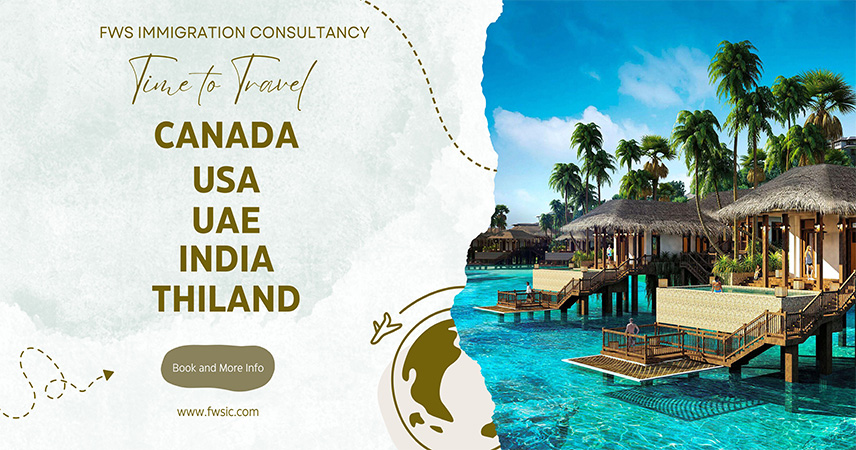 FWS IMMIGRATION CONSULTANCY
Time to Travel
CANADA
USA
UAE
INDIA
THILAND
Book and More Info
www.fwsic.com